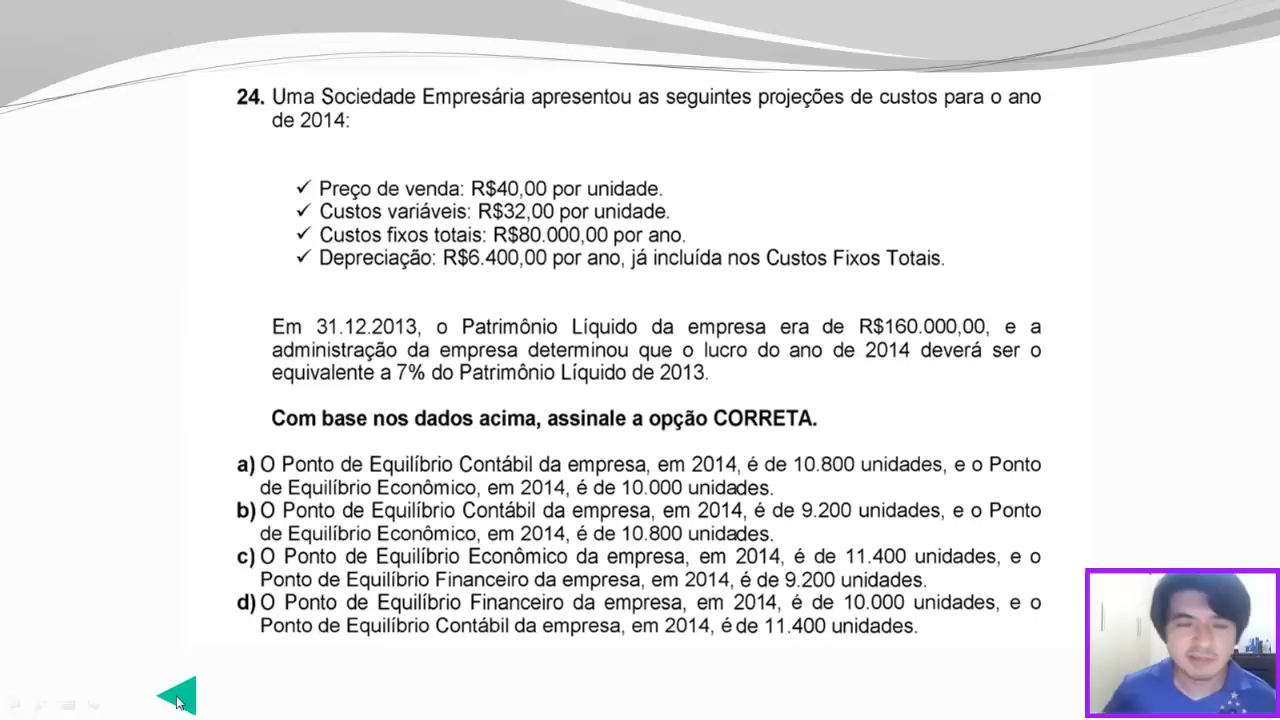 24. Uma Sociedade Empresária apresentou as seguintes projeções de custos para o ano
de 2014:
✓ Preço de venda: R$40,00 por unidade.
✓ Custos variáveis: R$32,00 por unidade.
✓ Custos fixos totais: R$80.000,00 por ano.
✓ Depreciação: R$6.400,00 por ano, já incluída nos Custos Fixos Totais.
Em 31.12.2013, o Patrimônio Líquido da empresa era de R$160.000,00, e a
administração da empresa determinou que o lucro do ano de 2014 deverá ser o
equivalente a 7% do Patrimônio Líquido de 2013.
Com base nos dados acima, assinale a opção CORRETA.
a) O Ponto de Equilíbrio Contábil da empresa, em 2014, é de 10.800 unidades, e o Ponto
de Equilíbrio Econômico, em 2014, é de 10.000 unidades.
b) O Ponto de Equilíbrio Contábil da empresa, em 2014, é de 9.200 unidades, e o Ponto
de Equilíbrio Econômico, em 2014, é de 10.800 unidades.
c) O Ponto de Equilíbrio Econômico da empresa, em 2014, é de 11.400 unidades, e o
Ponto de Equilíbrio Financeiro da empresa, em 2014, é de 9.200 unidades.
d) O Ponto de Equilíbrio Financeiro da empresa, em 2014, é de 10.000 unidades, e o
Ponto de Equilíbrio Contábil da empresa, em 2014, é de 11.400 unidades.